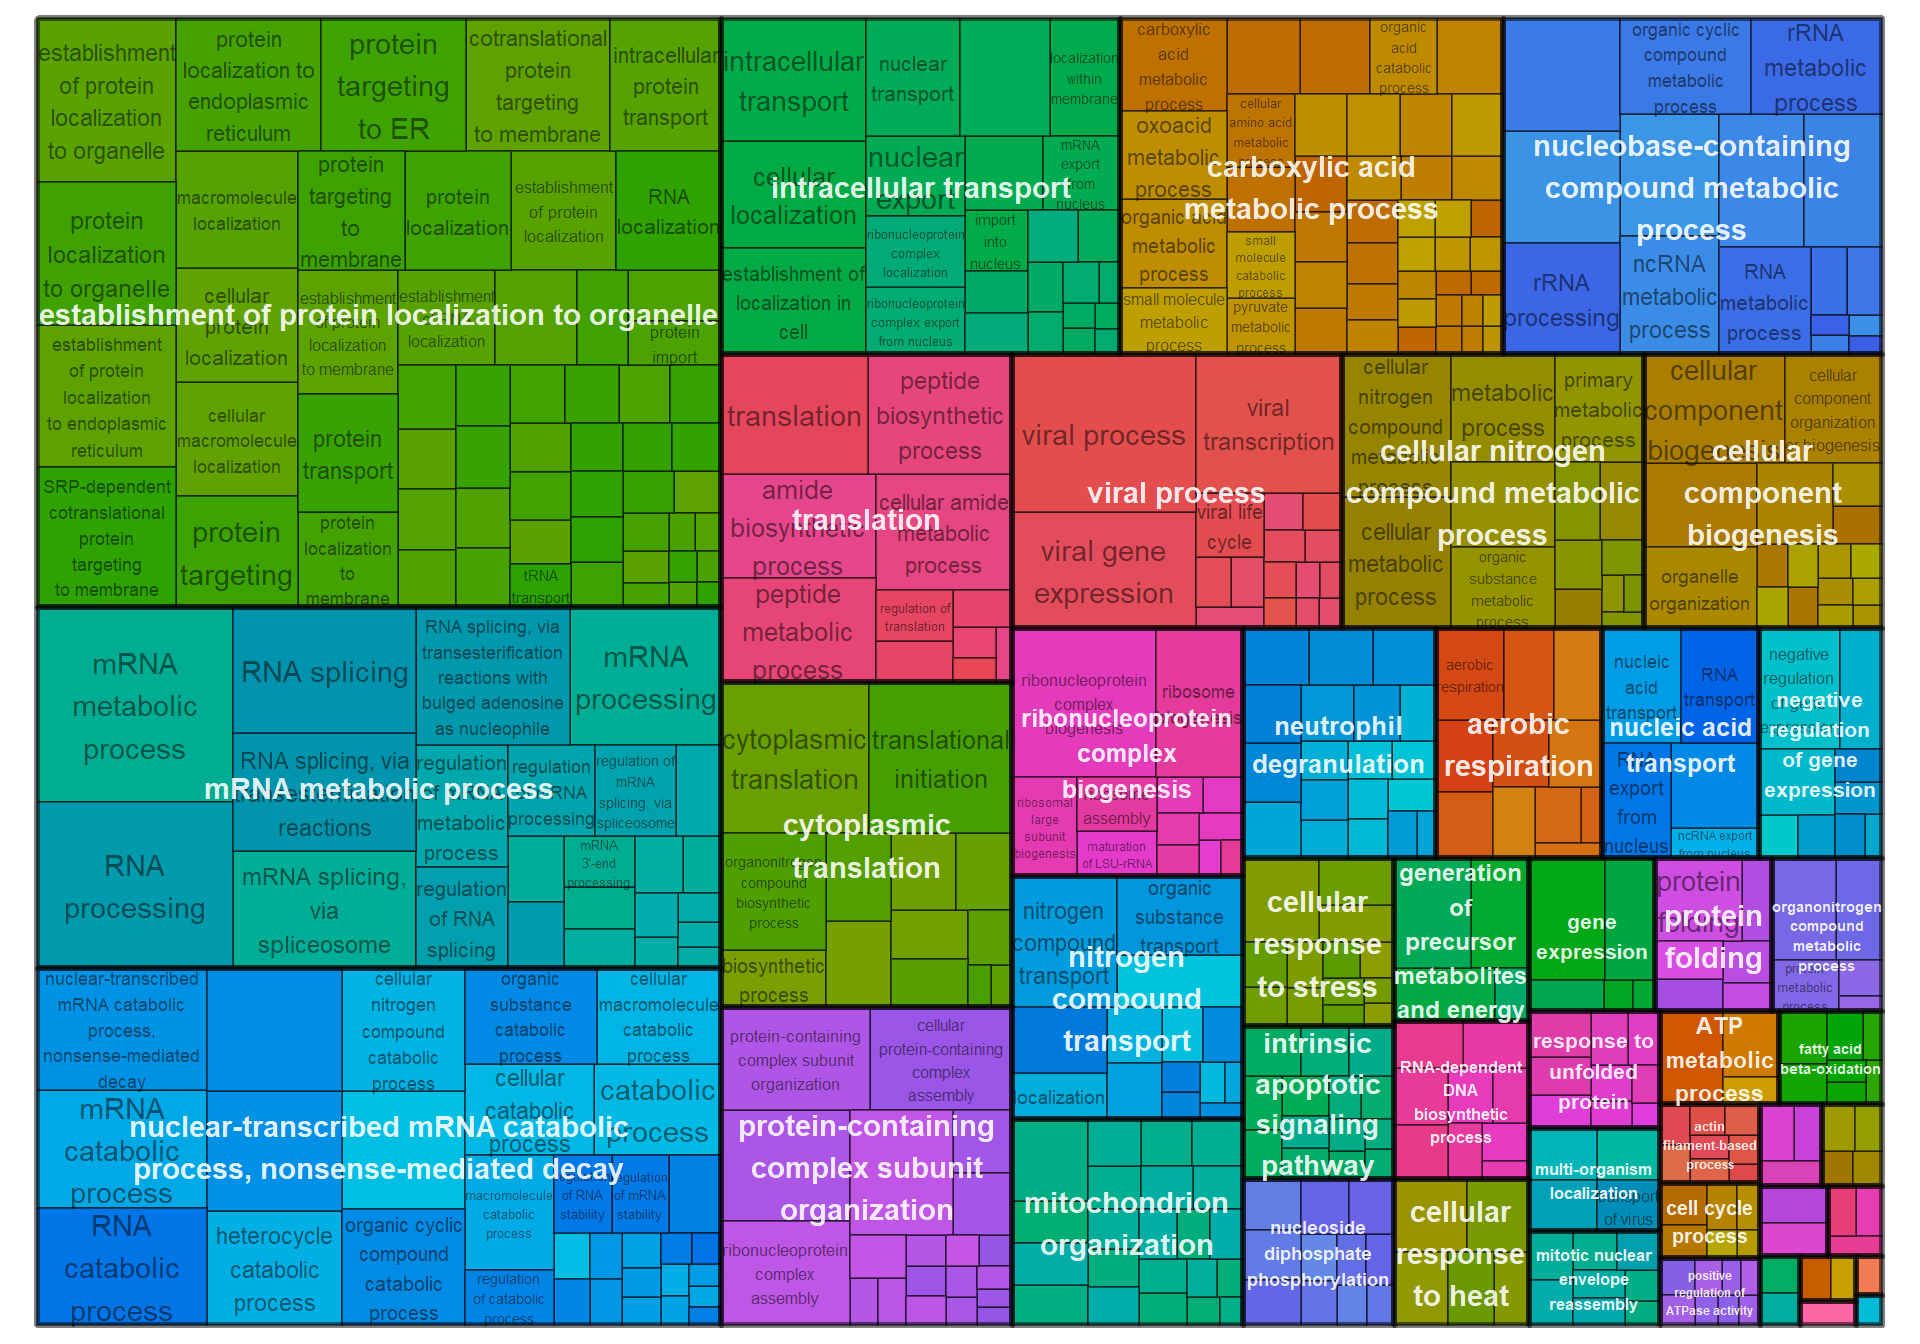 establishment
of protein
localization
to organelle
protein
localization to
endoplasmic
reticulum
protein
targeting
to ER
cotranslational
protein
targeting
to membrane
intracellular
protein
transport
protein
localization
to organelle
macromolecule
localization
protein
targeting
to
membrane
protein
localization
establishment
of protein
localization
RNA
localization
cellular
protein
localization
establishment
of protein
localization
to membrane
establishment
localization
protein
import
establishment of protein localization to organelle
establishment
of protein
localization
to endoplasmic
reticulum
cellular
macromolecule
localization
protein
transport
SRP-dependent
cotranslational
protein
targeting
to membrane
protein
targeting
protein
localization
to
membrane
tRNA
transport
intracellular
transport
nuclear
transport
localization
within
membrane
cellular
localization
nuclear
export
mRNA
export
from
nucleus
intracellular transport
ribonucleoprotein
complex
localization
import
into
nucleus
establishment of
localization in
cell
ribonucleoprotein
complex export
from nucleus
carboxylic
acid
metabolic
process
organic
acid
catabolic
process
oxoacid
metabolic
process
cellular
amino acid
metabolic
process
carboxylic acid
metabolic process
organic acid
metabolic
process
small
molecule
catabolic
process
small molecule
metabolic
process
pyruvate
metabolic
process
organic cyclic
compound
metabolic
process
rRNA
metabolic
process
nucleobase-containing
compound metabolic
process
rRNA
processing
ncRNA
metabolic
process
RNA
metabolic
process
translation
peptide
biosynthetic
process
amide
biosynthetic
process
cellular amide
metabolic
process
translation
peptide
metabolic
process
regulation of
translation
viral process
viral
transcription
viral process
viral gene
expression
viral life
cycle
cellular
nitrogen
compound
metabolic
process
metabolic
process
primary
metabolic
process
cellular nitrogen
compound metabolic
process
cellular
metabolic
process
organic
substance
metabolic
process
cellular
component
biogenesis
cellular
component
organization
or biogenesis
cellular
component
biogenesis
organelle
organization
mRNA
metabolic
process
RNA splicing
RNA splicing, via
transesterification
reactions with
bulged adenosine
as nucleophile
mRNA
processing
RNA splicing, via
transesterification
reactions
regulation
of mRNA
metabolic
process
regulation
of mRNA
processing
regulation of
mRNA
splicing, via
spliceosome
mRNA metabolic process
RNA
processing
mRNA splicing,
via
spliceosome
regulation
of RNA
splicing
mRNA
3'-end
processing
cytoplasmic
translation
translational
initiation
cytoplasmic
translation
organonitrogen
compound
biosynthetic
process
biosynthetic
process
ribonucleoprotein
complex
biogenesis
ribosome
biogenesis
ribonucleoprotein
complex
biogenesis
ribosomal
large
subunit
biogenesis
ribosome
assembly
maturation
of LSU-rRNA
neutrophil
degranulation
aerobic
respiration
aerobic
respiration
nucleic
acid
transport
RNA
transport
nucleic acid
transport
RNA
export
from
nucleus
ncRNA export
from nucleus
negative
regulation
of gene
expression
negative
regulation
of gene
expression
nuclear-transcribed
mRNA catabolic
process,
nonsense-mediated
decay
cellular
nitrogen
compound
catabolic
process
organic
substance
catabolic
process
cellular
macromolecule
catabolic
process
mRNA
catabolic
process
cellular
catabolic
process
catabolic
process
nuclear-transcribed mRNA catabolic
process, nonsense-mediated decay
macromolecule
catabolic
process
regulation
of RNA
stability
regulation
of mRNA
stability
RNA
catabolic
process
heterocycle
catabolic
process
organic cyclic
compound
catabolic
process
regulation
of catabolic
process
protein-containing
complex subunit
organization
cellular
protein-containing
complex
assembly
protein-containing
complex subunit
organization
ribonucleoprotein
complex
assembly
nitrogen
compound
transport
organic
substance
transport
nitrogen
compound
transport
localization
mitochondrion
organization
cellular
response
to stress
generation
of
precursor
metabolites
and energy
gene
expression
protein
folding
protein
folding
organonitrogen
compound
metabolic
process
protein
metabolic
process
intrinsic
apoptotic
signaling
pathway
RNA-dependent
DNA
biosynthetic
process
response to
unfolded
protein
ATP
metabolic
process
fatty acid
beta-oxidation
nucleoside
diphosphate
phosphorylation
cellular
response
to heat
multi-organism
localization
transport
of virus
actin
filament-based
process
cell cycle
process
mitotic nuclear
envelope
reassembly
positive
regulation of
ATPase activity